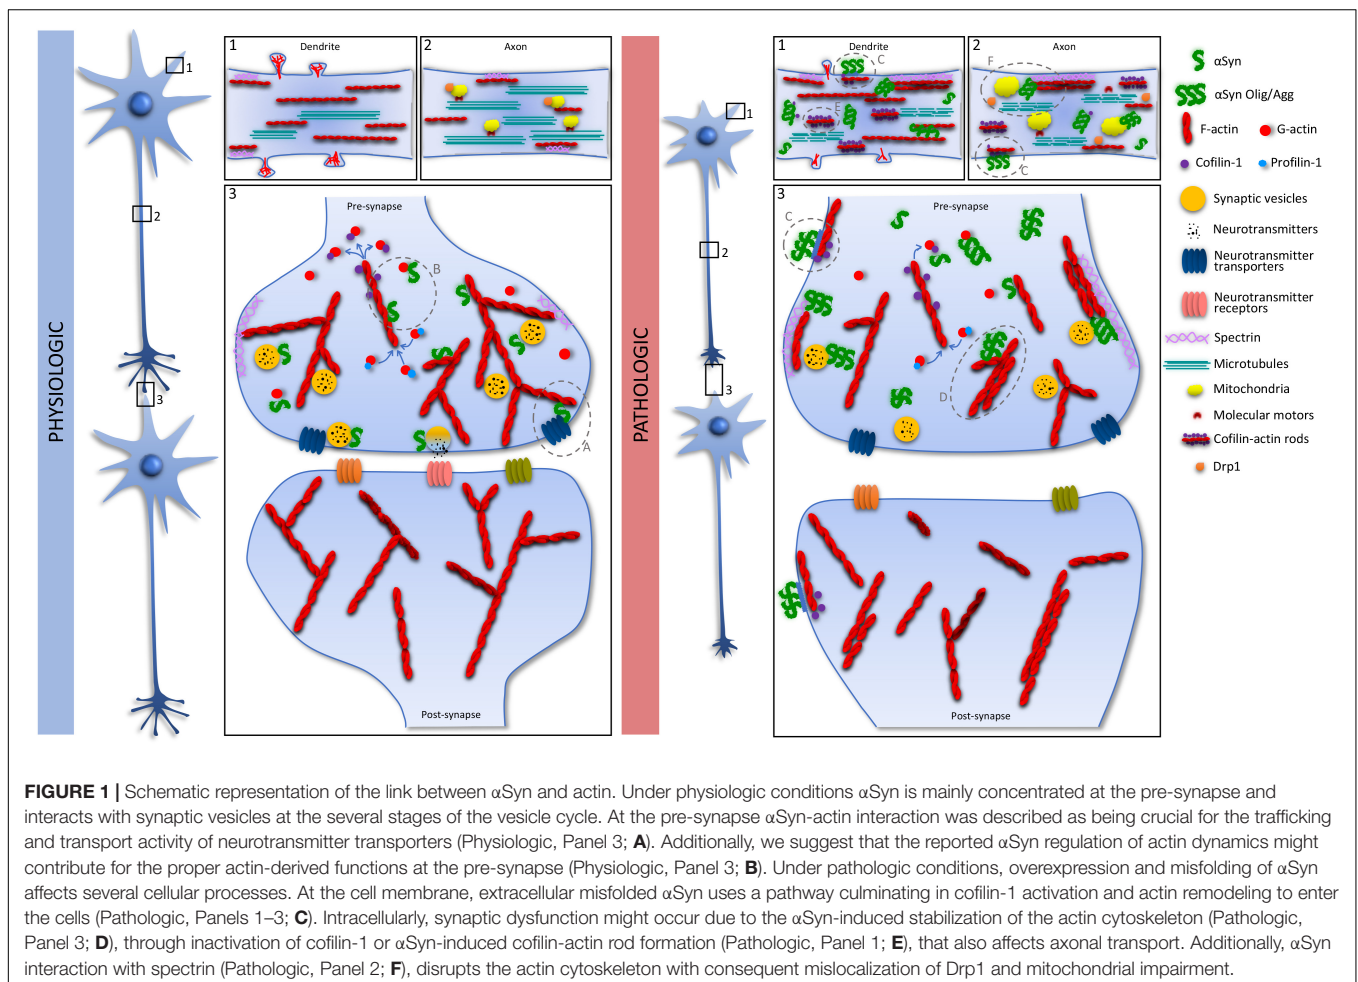 PHYSIOLOGIC
1
2
3
1
Dendrite
2
Axon
3
Pre-synapse
B
A
Post-synapse
PATHOLOGIC
1
2
3
1
Dendrite
C
E
2
Axon
F
C
3
Pre-synapse
C
D
Post-synapse
αSyn
αSyn Olig/Agg
F-actin
G-actin
Cofilin-1
Profilin-1
Synaptic vesicles
Neurotransmitters
Neurotransmitter
transporters
Neurotransmitter
receptors
Spectrin
Microtubules
Mitochondria
Molecular motors
Cofilin-actin rods
Drp1
FIGURE 1 | Schematic representation of the link between αSyn and actin. Under physiologic conditions αSyn is mainly concentrated at the pre-synapse and
interacts with synaptic vesicles at the several stages of the vesicle cycle. At the pre-synapse αSyn-actin interaction was described as being crucial for the trafficking
and transport activity of neurotransmitter transporters (Physiologic, Panel 3; A). Additionally, we suggest that the reported αSyn regulation of actin dynamics might
contribute for the proper actin-derived functions at the pre-synapse (Physiologic, Panel 3; B). Under pathologic conditions, overexpression and misfolding of αSyn
affects several cellular processes. At the cell membrane, extracellular misfolded αSyn uses a pathway culminating in cofilin-1 activation and actin remodeling to enter
the cells (Pathologic, Panels 1–3; C). Intracellularly, synaptic dysfunction might occur due to the αSyn-induced stabilization of the actin cytoskeleton (Pathologic,
Panel 3; D), through inactivation of cofilin-1 or αSyn-induced cofilin-actin rod formation (Pathologic, Panel 1; E), that also affects axonal transport. Additionally, αSyn
interaction with spectrin (Pathologic, Panel 2; F), disrupts the actin cytoskeleton with consequent mislocalization of Drp1 and mitochondrial impairment.